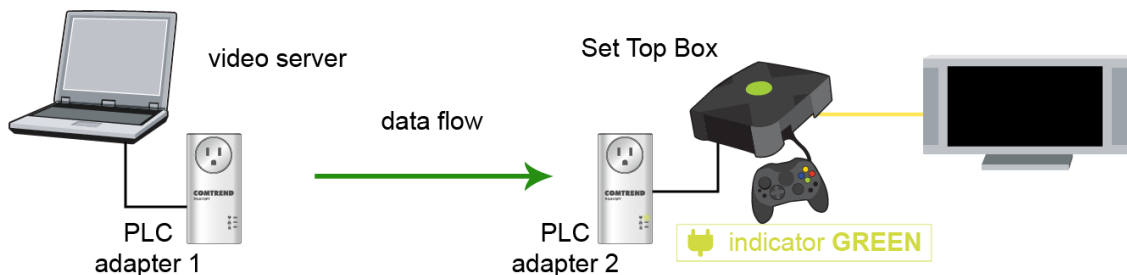 video server
Set Top Box
data flow
COMTREND
COMTREND
PLC
adapter 1
PLC
adapter 2
indicator GREEN